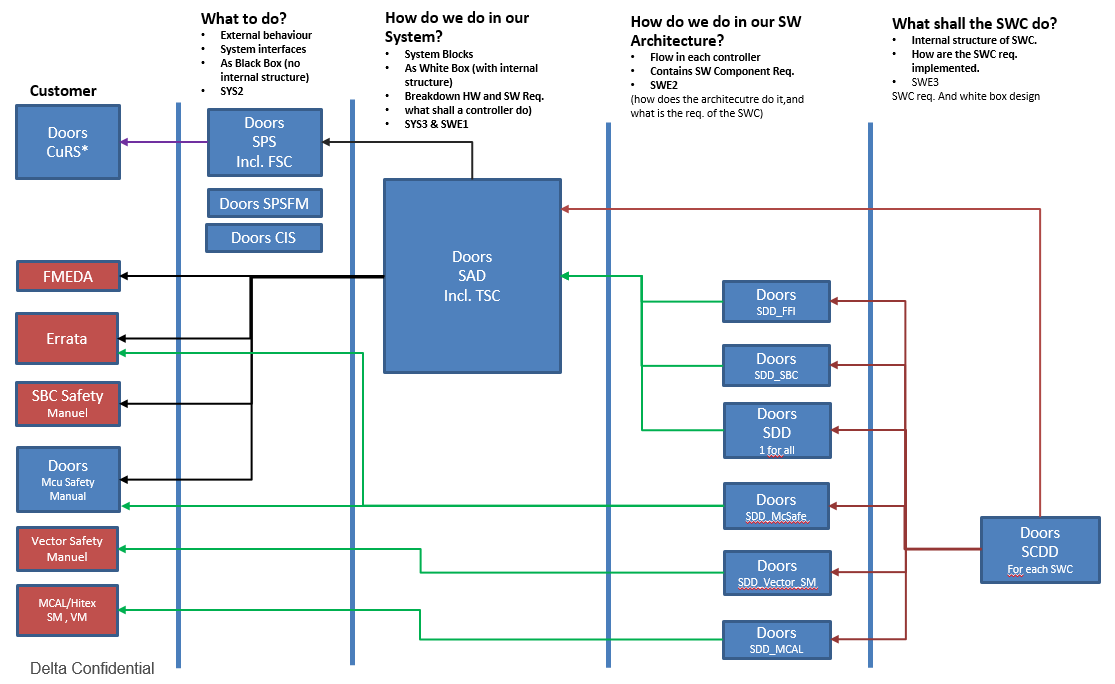 What to do?
• External behaviour
• System interfaces
• As Black Box (no
internal structure)
• SYS2
How do we do in our
System?
• System Blocks
• As White Box (with internal
structure)
• Breakdown HW and SW Req.
• what shall a controller do)
• SYS3 & SWE1
How do we do in our SW
Architecture?
• Flow in each controller
• Contains SW Component Req.
• SWE2
(how does the architecutre do it,and
what is the req. of the SWC)
What shall the SWC do?
• Internal structure of SWC.
• How are the SWC req.
implemented.
• SWE3
SWC req. And white box design
Customer
Doors
CuRS*
FMEDA
Errata
SBC Safety
Manuel
Doors
Mcu Safety
Manual
Vector Safety
Manuel
MCAL/Hitex
SM , VM
Doors
SPS
Incl. FSC
Doors SPSFM
Doors CIS
Doors
SAD
Incl. TSC
Doors
SDD_FFI
Doors
SDD_SBC
Doors
SDD
1 for all
Doors
SDD_McSafe
Doors
SDD_Vector_SM
Doors
SDD_MCAL
Doors
SCDD
For each SWC
Delta Confidential